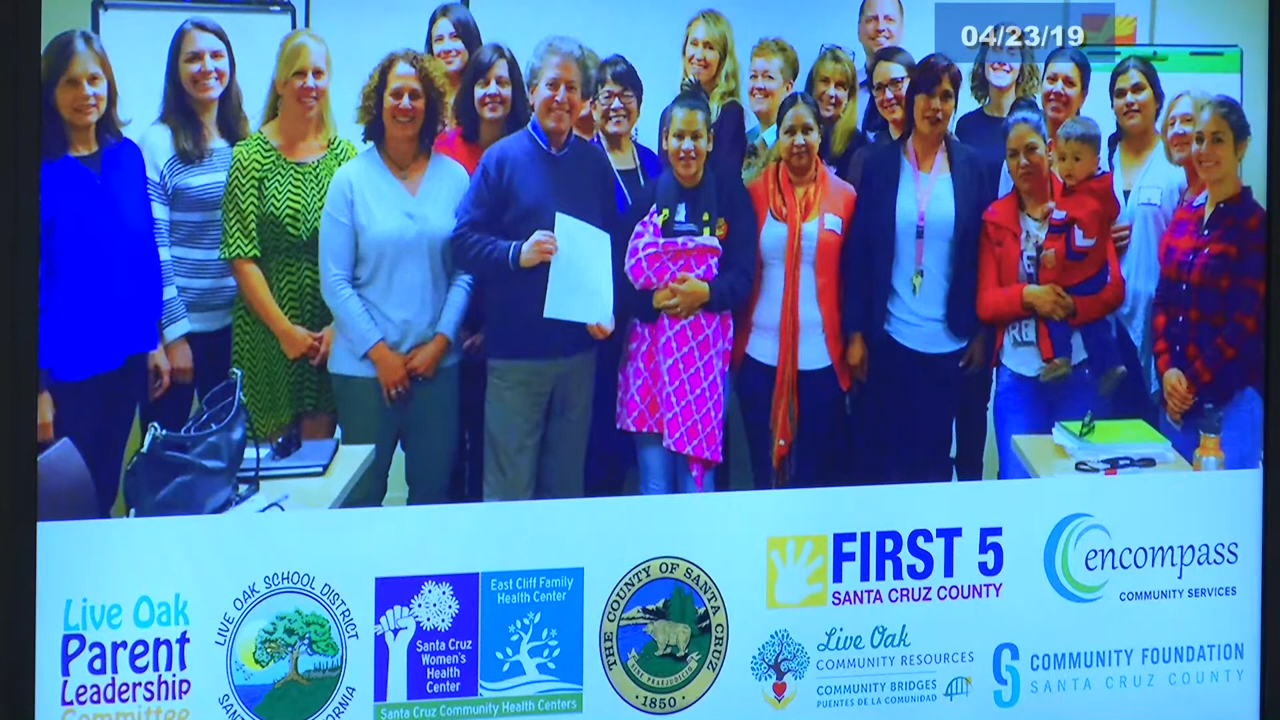 04/23/19
RE
FIRST 5
SANTA CRUZ COUNTY
encompass
COMMUNITY SERVICES
Live Oak
Parent
Leadership
Committee
LIVE OAK SCHOOL DISTRICT
Santa Cruz
Women's
Health
Center
East Cliff Family
Health Center
Santa Cruz Community Health Centers
THE COUNTY OF SANTA CRUZ
1850
Live Oak
COMMUNITY RESOURCES
COMMUNITY BRIDGES
PUENTES DE LA COMUNIDAD
COMMUNITY FOUNDATION
SANTA CRUZ COUNTY